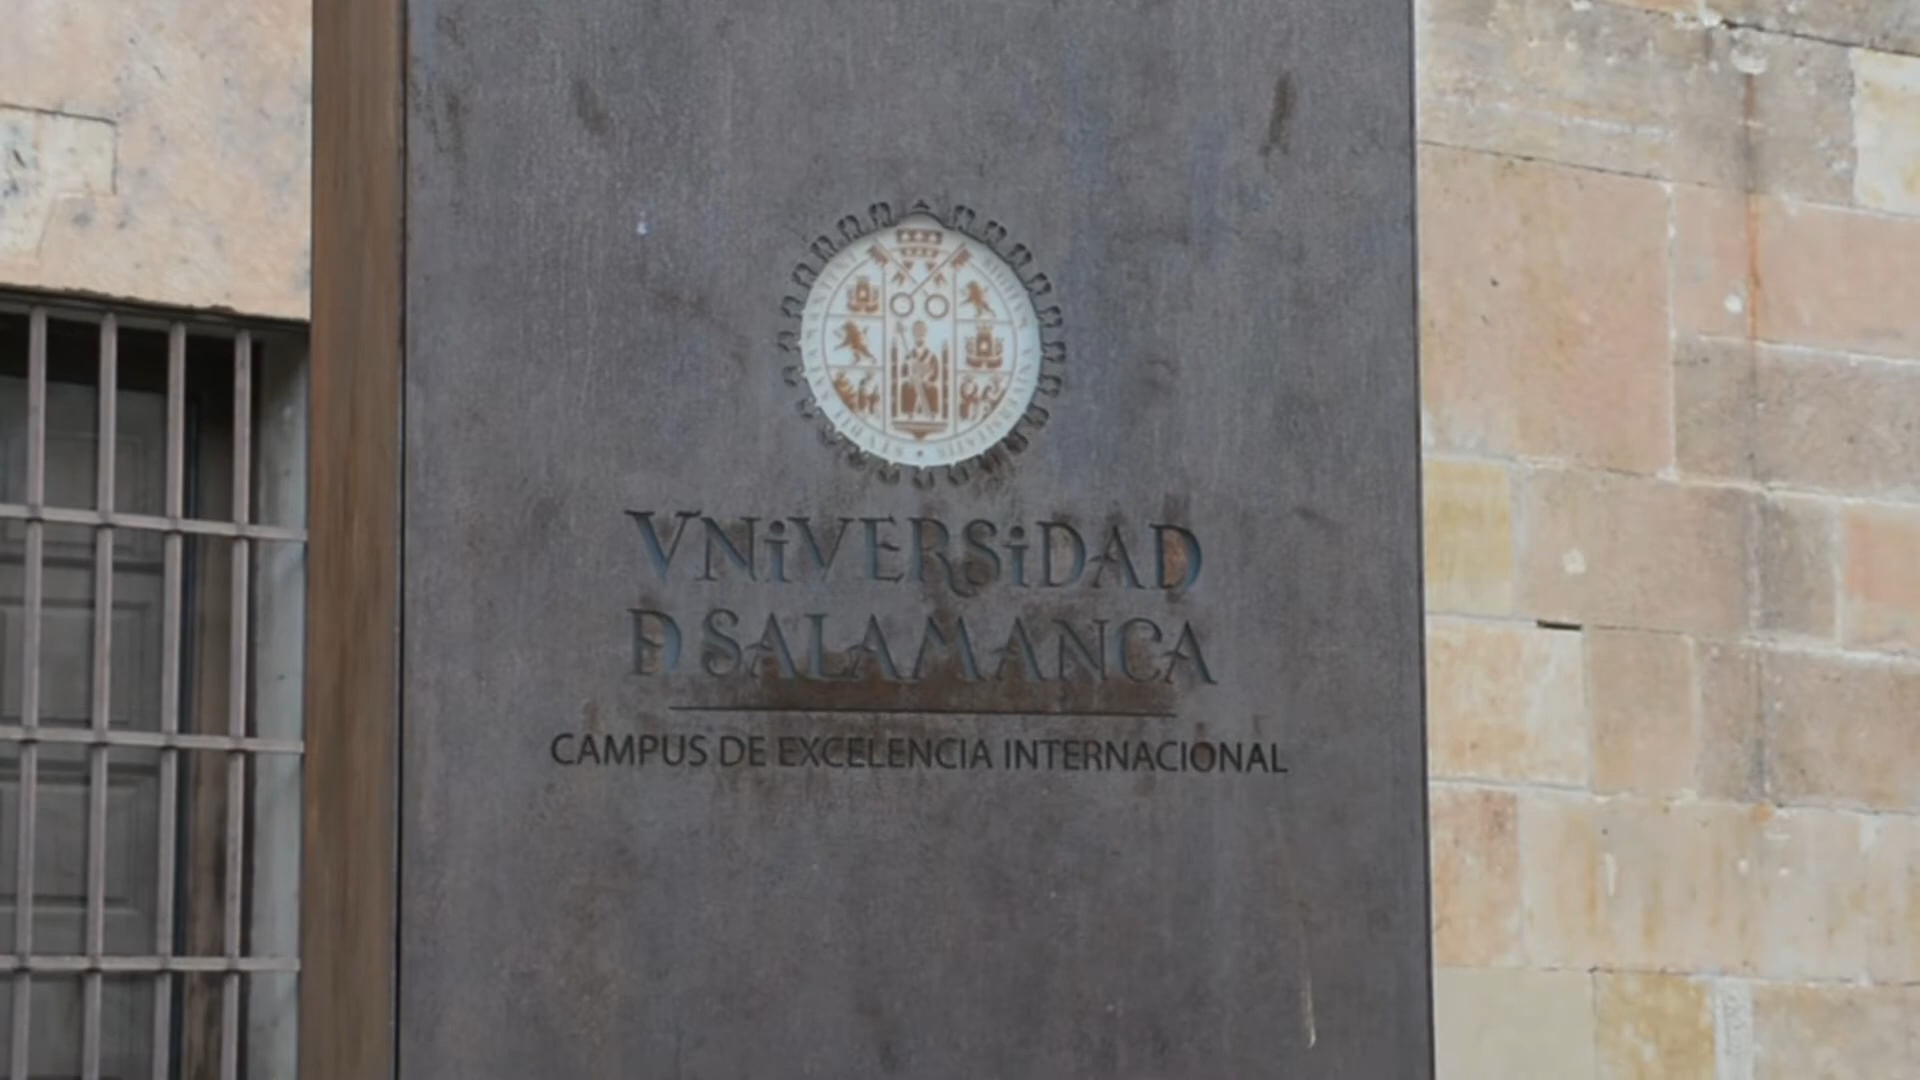 VNiVERSiDAD
D SALAMANCA
CAMPUS DE EXCELENCIA INTERNACIONAL